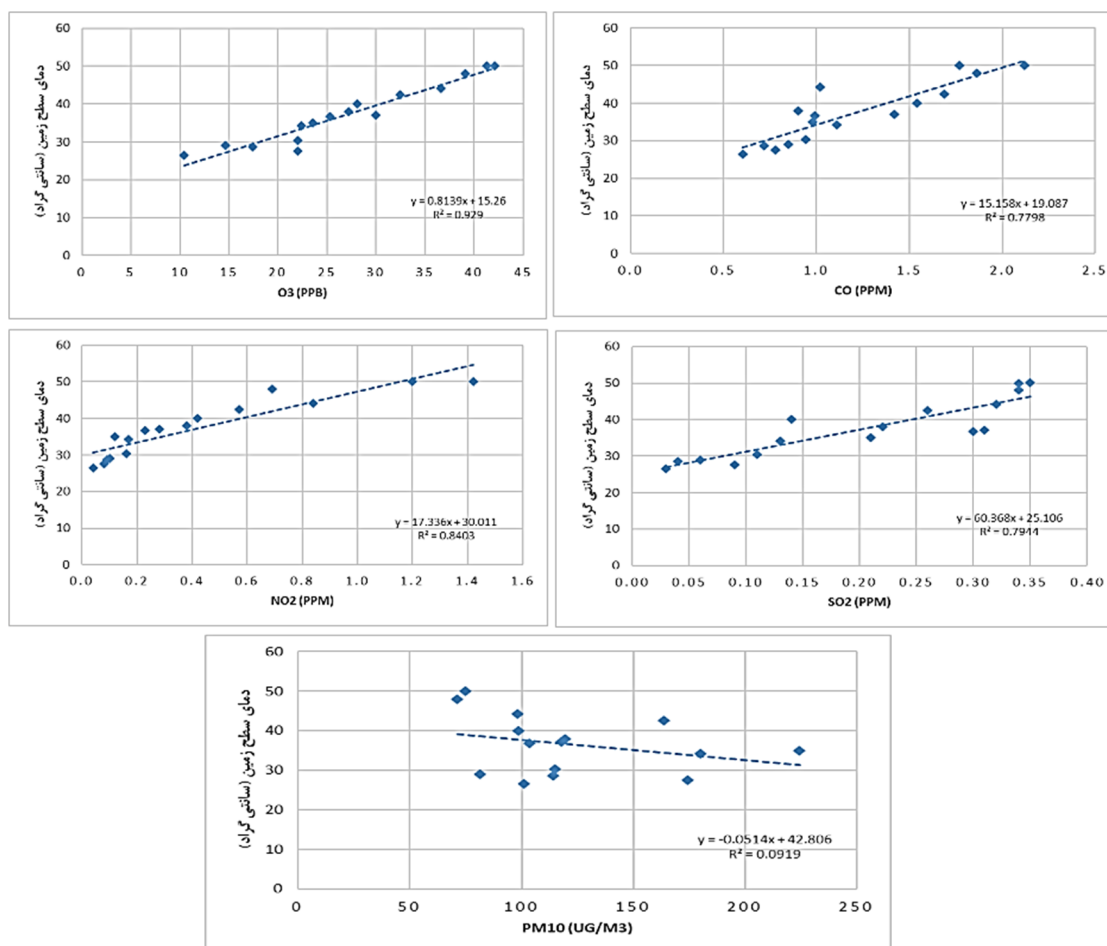 دمای سطح زمین (سانتی گراد)
60
50
40
30
20
10
0
y = 0.8139x + 15.26
R² = 0.929
0 5 10 15 20 25 30 35 40 45
O3 (PPB)
دمای سطح زمین (سانتی گراد)
60
50
40
30
20
10
0
y = 15.158x + 19.087
R² = 0.7798
0.0 0.5 1.0 1.5 2.0 2.5
CO (PPM)
دمای سطح زمین (سانتی گراد)
60
50
40
30
20
10
0
y = 17.336x + 30.011
R² = 0.8403
0.0 0.2 0.4 0.6 0.8 1.0 1.2 1.4 1.6
NO2 (PPM)
دمای سطح زمین (سانتی گراد)
60
50
40
30
20
10
0
y = 60.368x + 25.106
R² = 0.7944
0.00 0.05 0.10 0.15 0.20 0.25 0.30 0.35 0.40
SO2 (PPM)
دمای سطح زمین (سانتی گراد)
60
50
40
30
20
10
0
y = -0.0514x + 42.806
R² = 0.0919
0 50 100 150 200 250
PM10 (UG/M3)